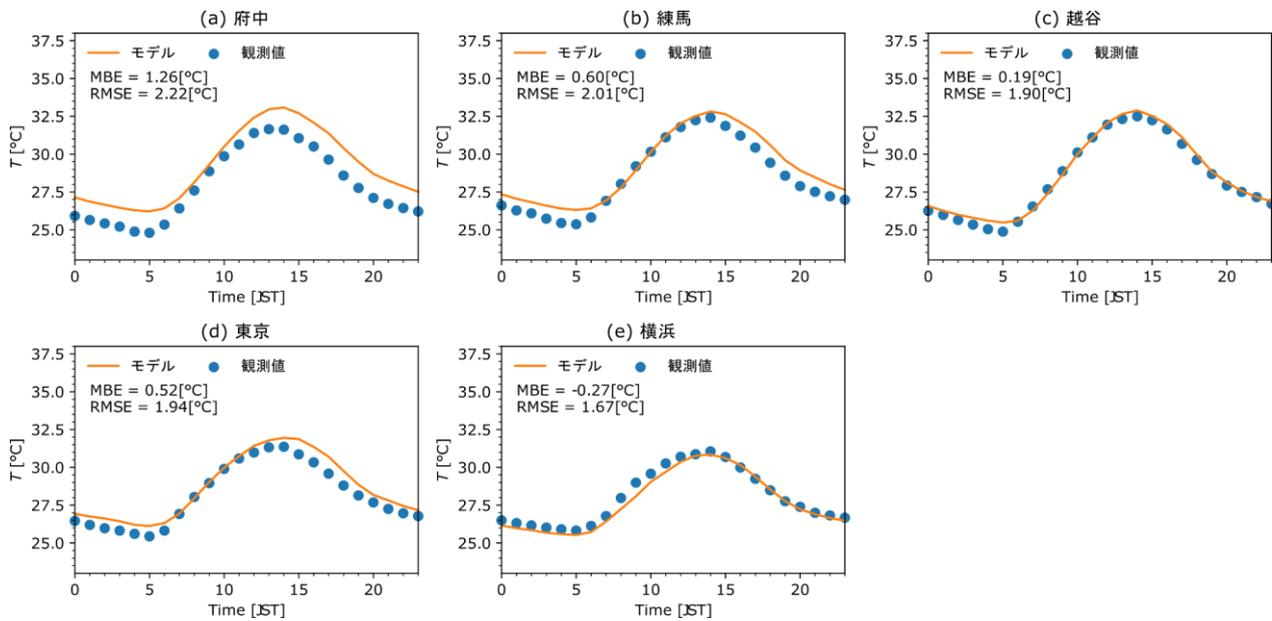 (a) 府中
37.5
35.0
32.5
30.0
27.5
25.0
T [°C]
モデル 観測値
MBE = 1.26[°C]
RMSE = 2.22[°C]
0 5 10 15 20
Time [JST]
(b) 練馬
37.5
35.0
32.5
30.0
27.5
25.0
T [°C]
モデル 観測値
MBE = 0.60[°C]
RMSE = 2.01[°C]
0 5 10 15 20
Time [JST]
(c) 越谷
37.5
35.0
32.5
30.0
27.5
25.0
T [°C]
モデル 観測値
MBE = 0.19[°C]
RMSE = 1.90[°C]
0 5 10 15 20
Time [JST]
(d) 東京
37.5
35.0
32.5
30.0
27.5
25.0
T [°C]
モデル 観測値
MBE = 0.52[°C]
RMSE = 1.94[°C]
0 5 10 15 20
Time [JST]
(e) 横浜
37.5
35.0
32.5
30.0
27.5
25.0
T [°C]
モデル 観測値
MBE = -0.27[°C]
RMSE = 1.67[°C]
0 5 10 15 20
Time [JST]